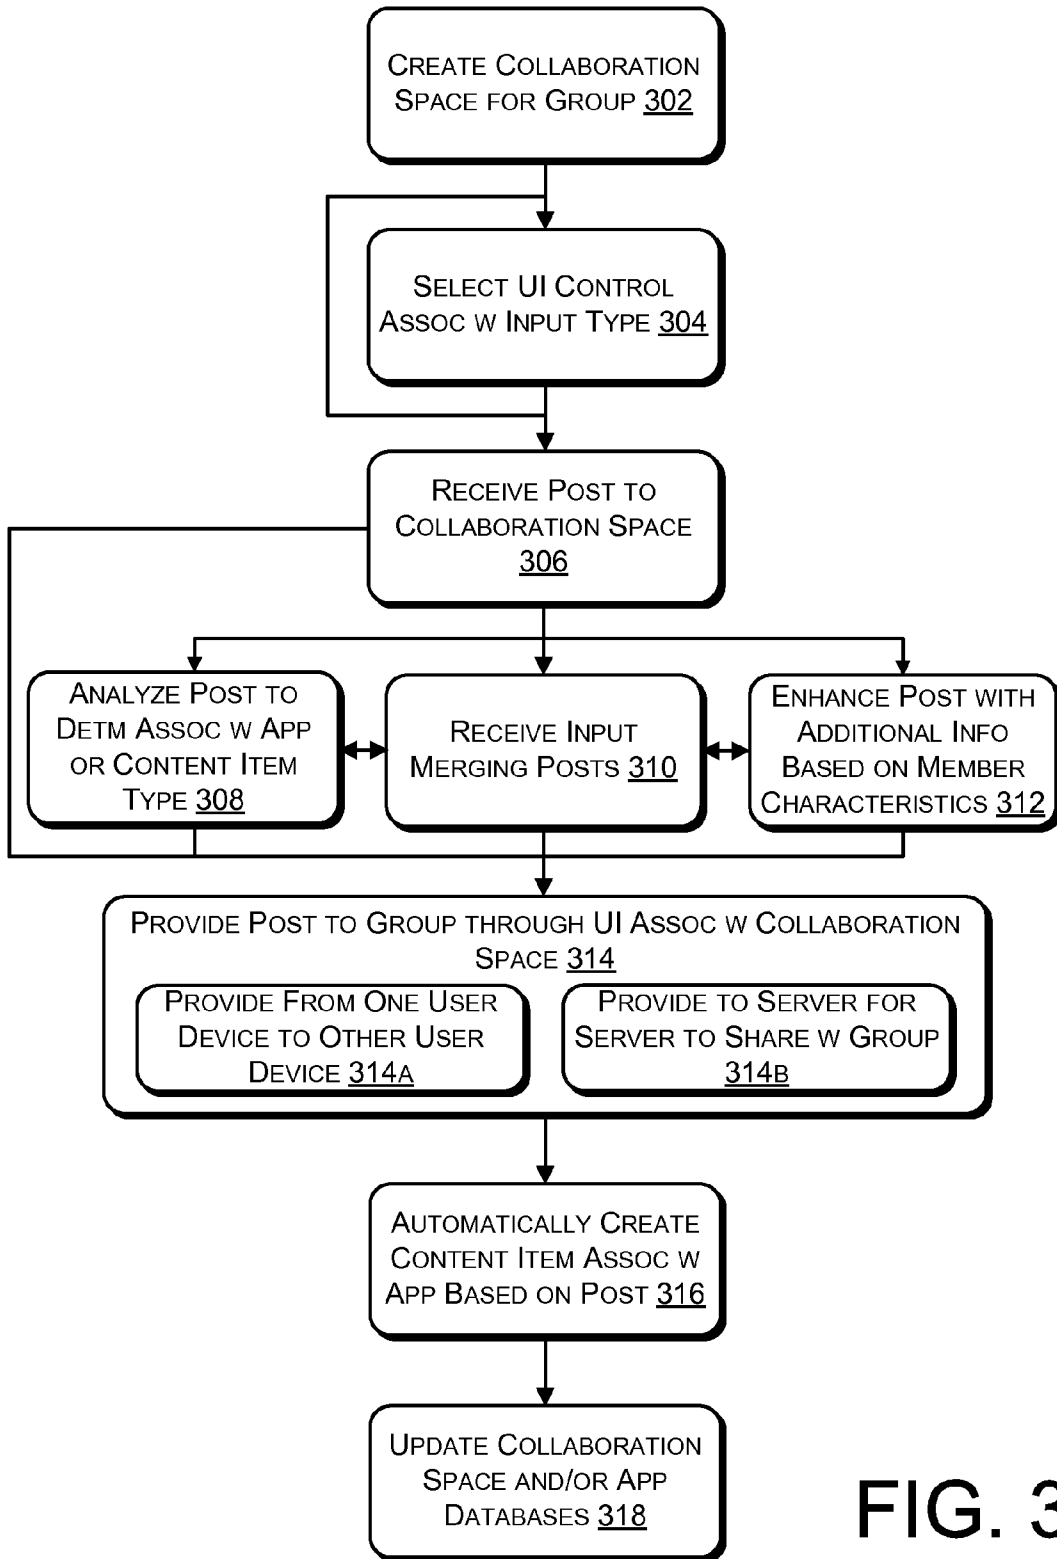 CREATE COLLABORATION
SPACE FOR GROUP 302
SELECT UI CONTROL
ASSOC W INPUT TYPE 304
RECEIVE POST TO
COLLABORATION SPACE
306
ANALYZE POST TO
DETM ASSOC W APP
OR CONTENT ITEM
TYPE 308
RECEIVE INPUT
MERGING POSTS 310
ENHANCE POST WITH
ADDITIONAL INFO
BASED ON MEMBER
CHARACTERISTICS 312
PROVIDE POST TO GROUP THROUGH UI ASSOC W COLLABORATION
SPACE 314
PROVIDE FROM ONE USER
DEVICE TO OTHER USER
DEVICE 314A
PROVIDE TO SERVER FOR
SERVER TO SHARE W GROUP
314B
AUTOMATICALLY CREATE
CONTENT ITEM ASSOC W
APP BASED ON POST 316
UPDATE COLLABORATION
SPACE AND/OR APP
DATABASES 318
FIG. 3